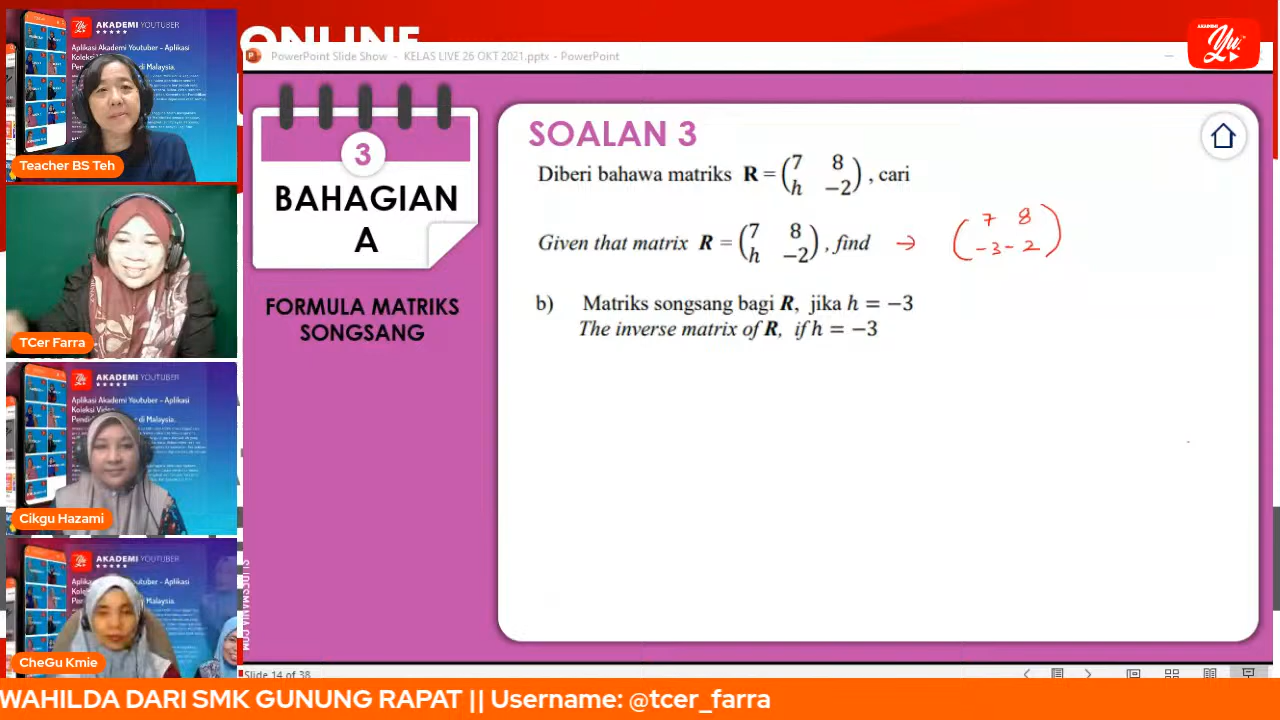 ONLINE
AKADEMI
PowerPoint Slide Show - KELAS LIVE 26 OKT 2021.pptx - PowerPoint
AKADEMI YOUTUBER
Aplikasi Akademi Youtuber - Aplikasi
Teacher BS Teh
TCer Farra
AKADEMI YOUTUBER
Aplikasi Akademi Youtuber - Aplikasi
Koleksi Video
Cikgu Hazami
AKADEMI YOUTUBER
Aplikasi Akademi Youtuber - Aplikasi
CheGu Kmie
3
BAHAGIAN
A
FORMULA MATRIKS
SONGSANG
SLIDESMANIA.COM
SOALAN 3
Diberi bahawa matriks R = (7 8
h −2) , cari
Given that matrix R = (7 8
h −2) , find → (7 8
-3 -2)
b) Matriks songsang bagi R, jika h = −3
The inverse matrix of R, if h = −3
Slide 14 of 38
WAHILDA DARI SMK GUNUNG RAPAT || Username: @tcer_farra